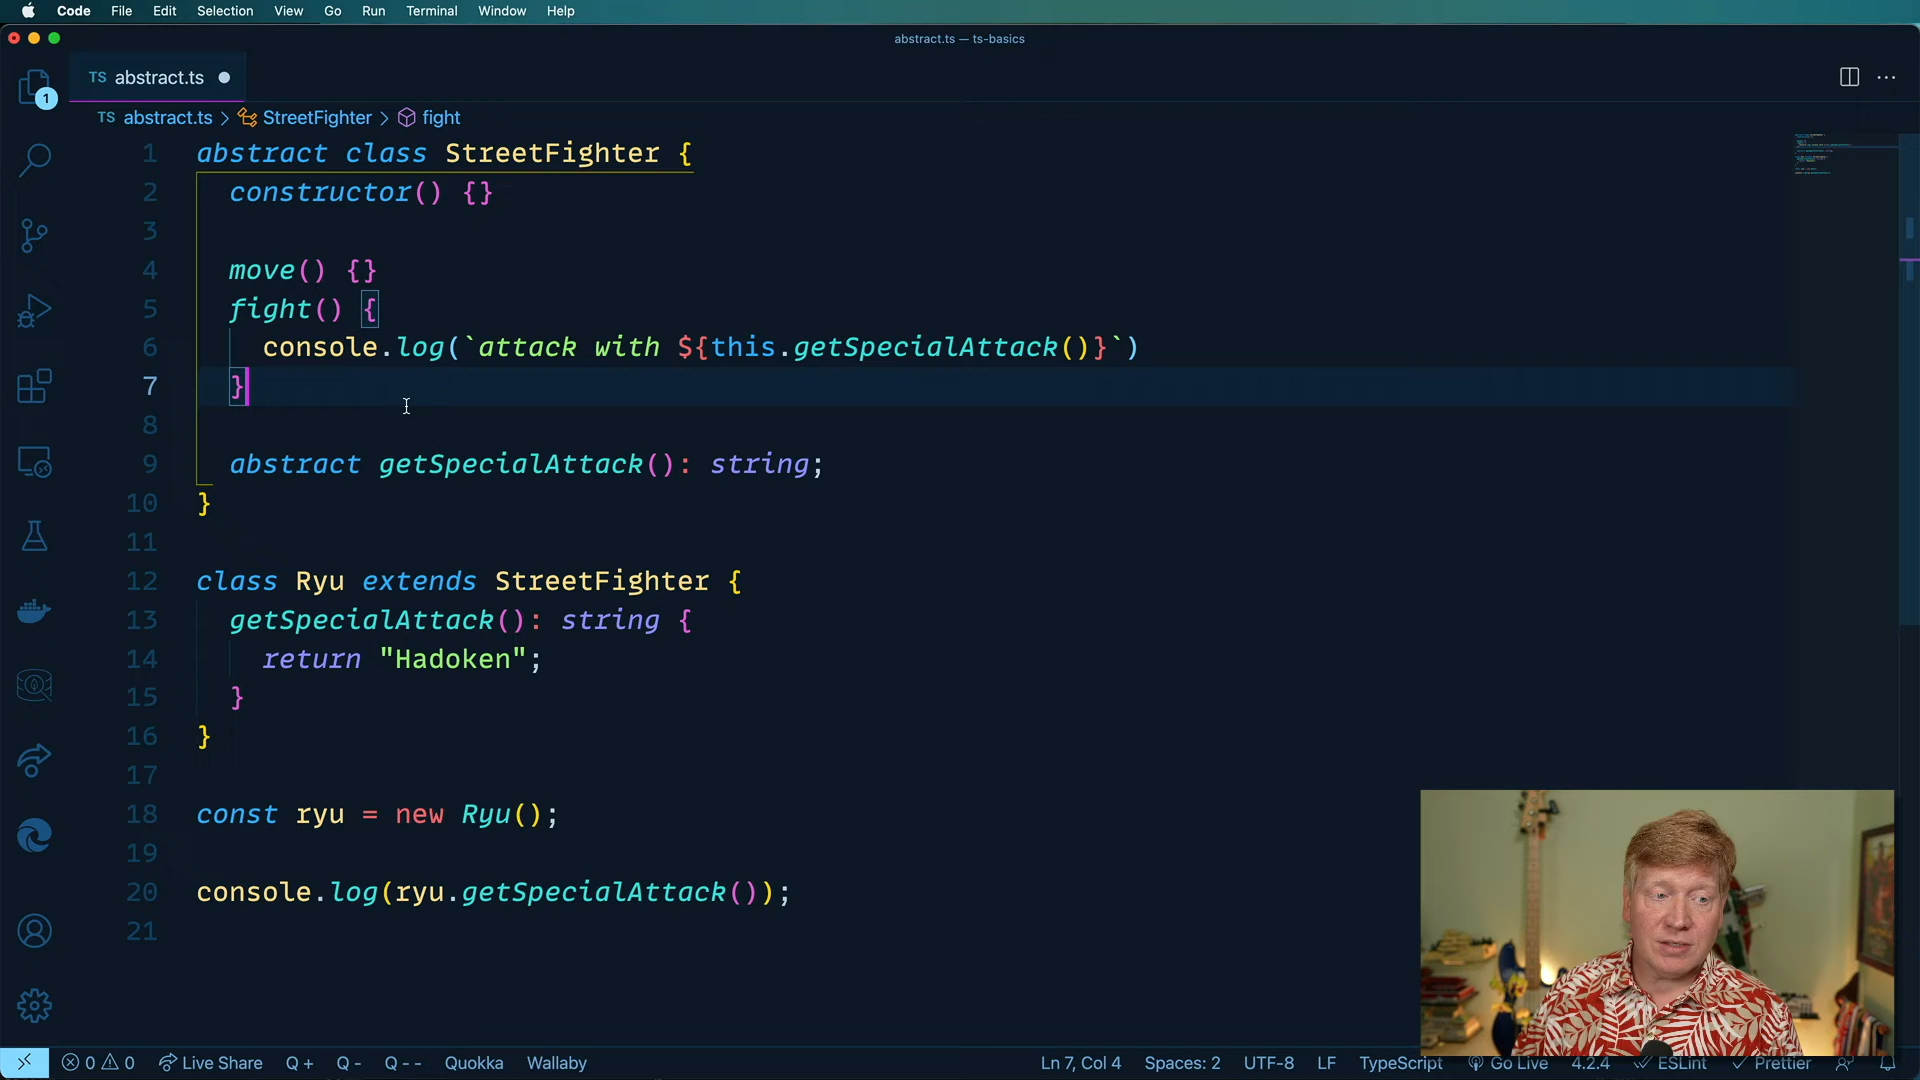 Code File Edit Selection View Go Run Terminal Window Help
abstract.ts — ts-basics
TS abstract.ts
1
TS abstract.ts > StreetFighter > fight
1 abstract class StreetFighter {
2 constructor() {}
3
4 move() {}
5 fight() {
6 console.log(`attack with ${this.getSpecialAttack()}`)
7 }
8
9 abstract getSpecialAttack(): string;
10 }
11
12 class Ryu extends StreetFighter {
13 getSpecialAttack(): string {
14 return "Hadoken";
15 }
16 }
17
18 const ryu = new Ryu();
19
20 console.log(ryu.getSpecialAttack());
21
0 0 Live Share Q + Q - Q - - Quokka Wallaby Ln 7, Col 4 Spaces: 2 UTF-8 LF TypeScript Go Live 4.2.4 ESLint Prettier